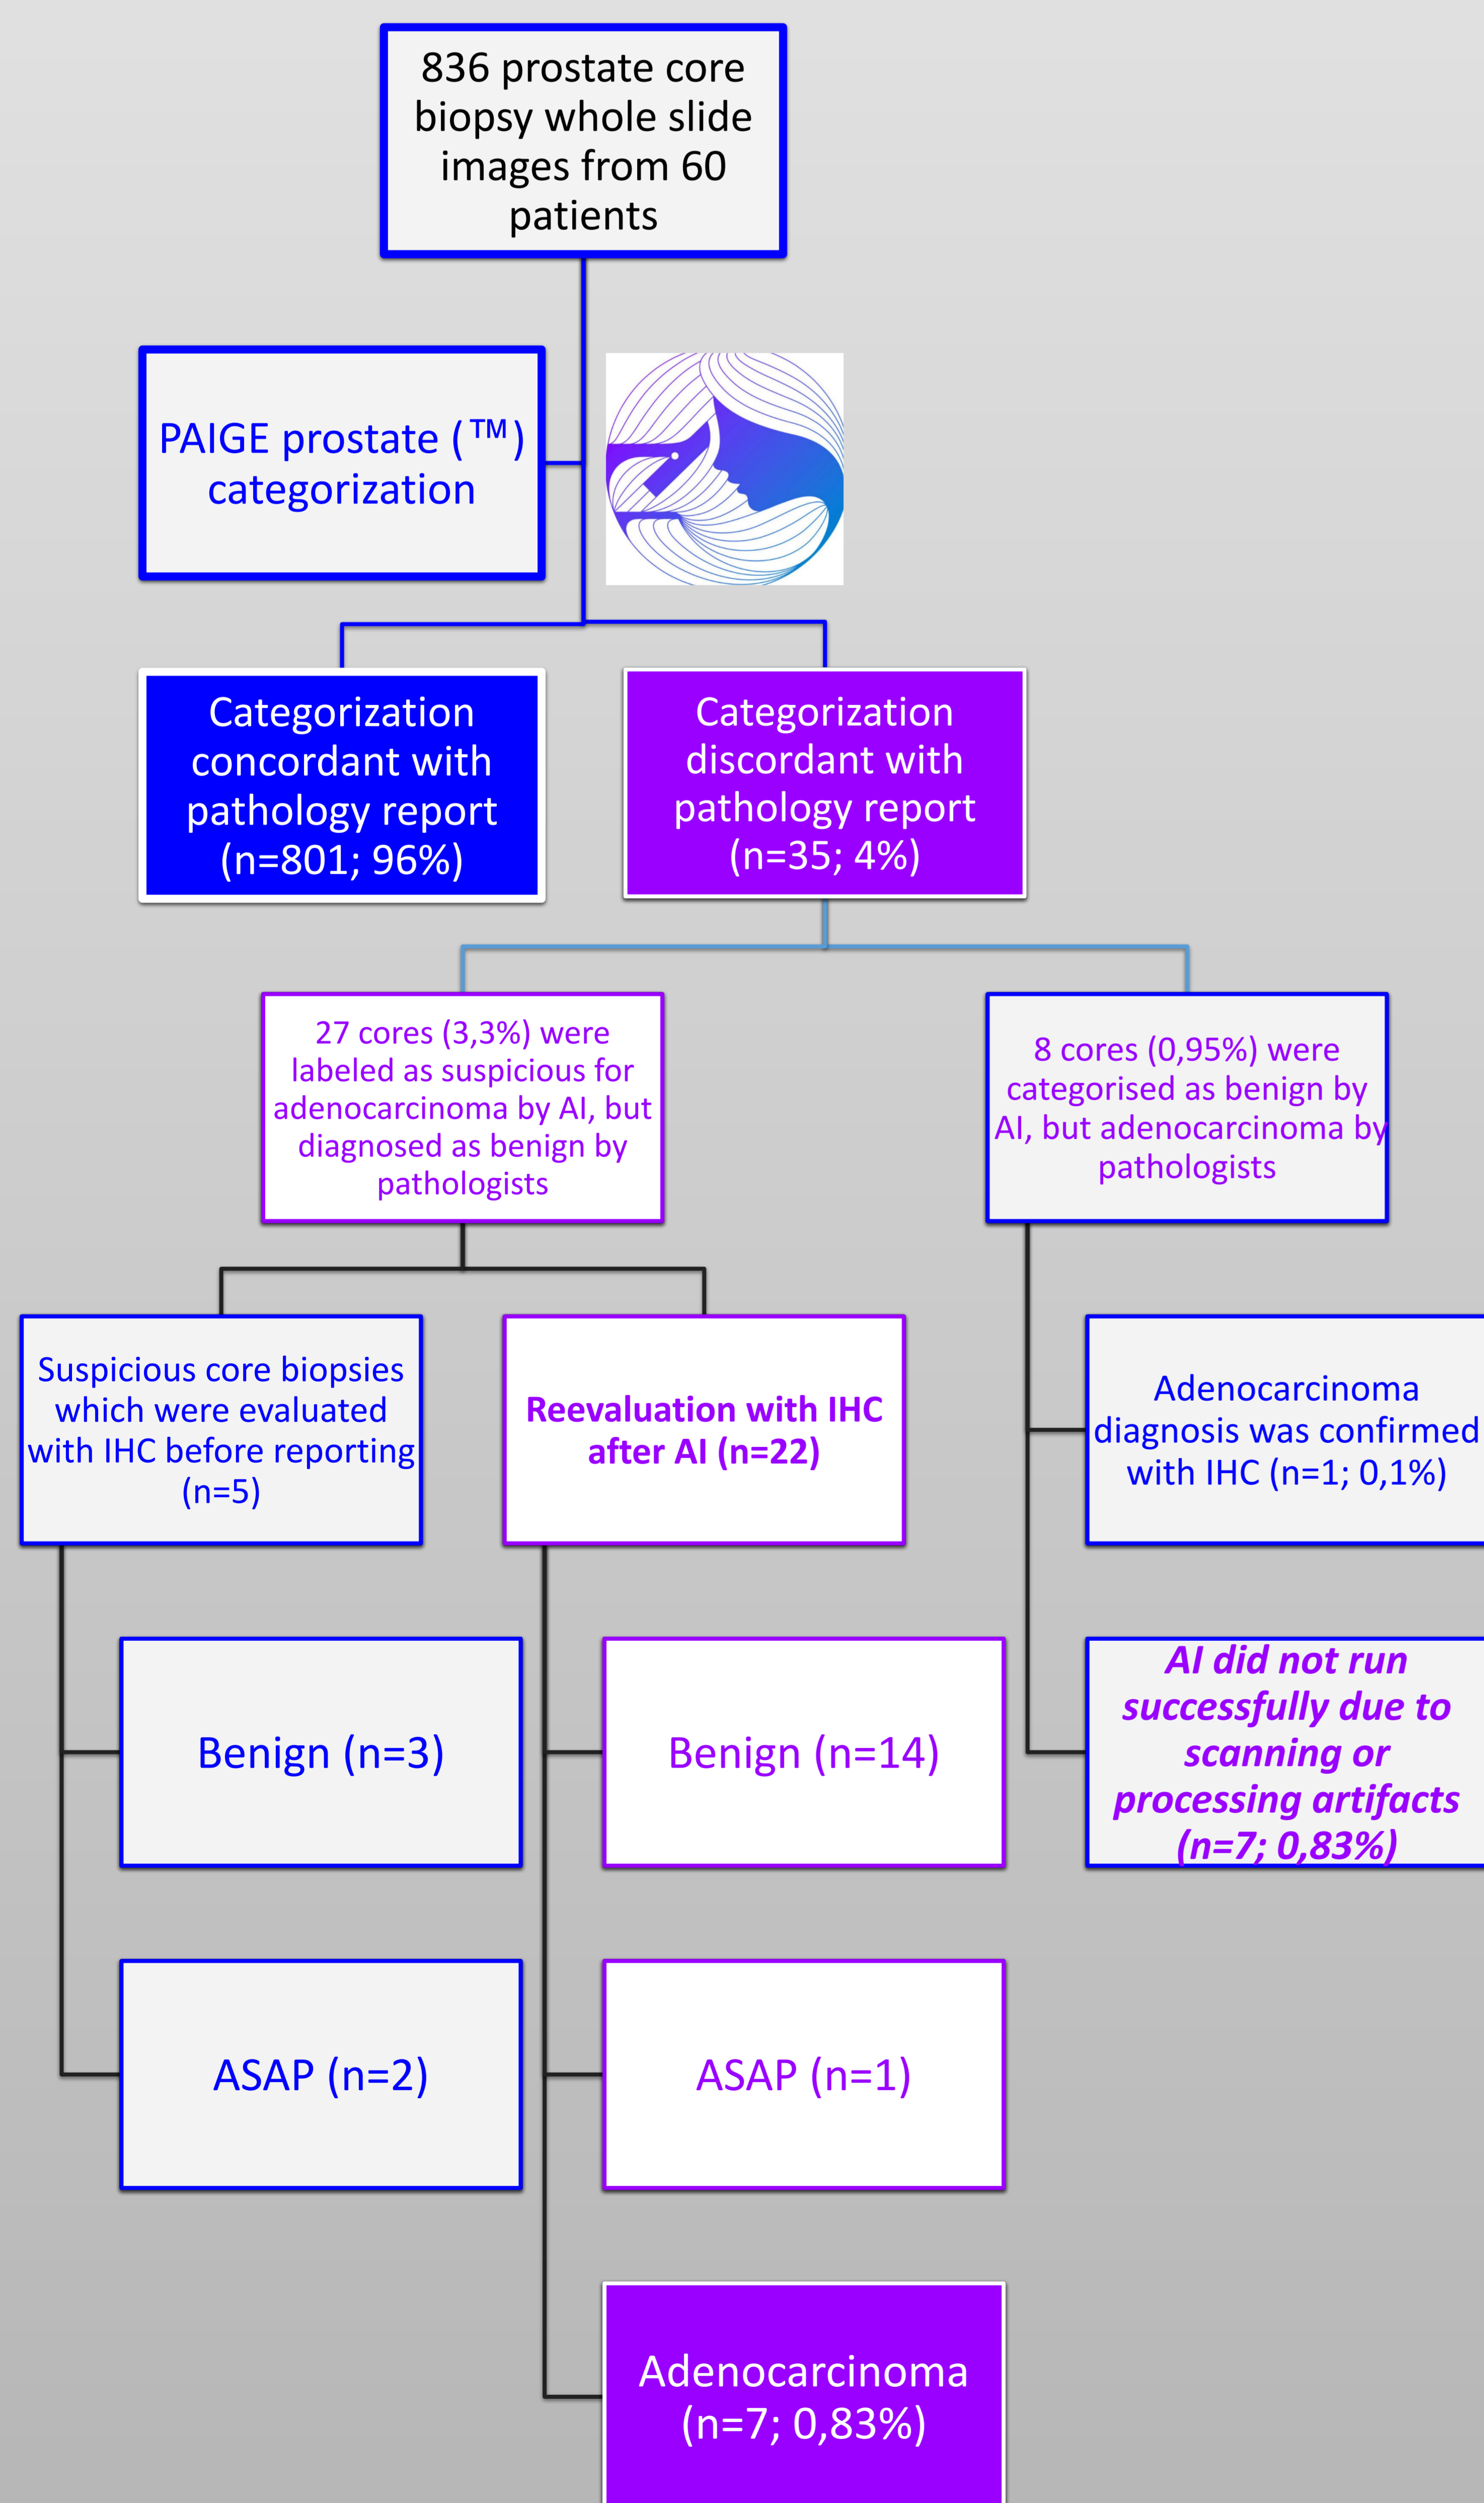 836 prostate core
biopsy whole slide
images from 60
patients
PAIGE prostate (™)
categorization
Categorization
concordant with
pathology report
(n=801; 96%)
Categorization
discordant with
pathology report
(n=35; 4%)
27 cores (3,3%) were
labeled as suspicious for
adenocarcinoma by AI, but
diagnosed as benign by
pathologists
8 cores (0,95%) were
categorised as benign by
AI, but adenocarcinoma by
pathologists
Suspicious core biopsies
which were evaluated
with IHC before reporting
(n=5)
Reevaluation with IHC
after AI (n=22)
Adenocarcinoma
diagnosis was confirmed
with IHC (n=1; 0,1%)
Benign (n=3)
Benign (n=14)
AI did not run
successfully due to
scanning or
processing artifacts
(n=7; 0,83%)
ASAP (n=2)
ASAP (n=1)
Adenocarcinoma
(n=7; 0,83%)